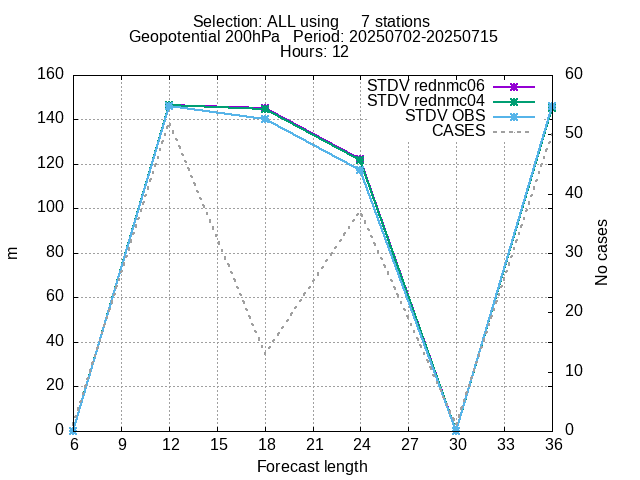 Selection: ALL using 7 stations
Geopotential 200hPa Period: 20250702-20250715
Hours: 12
STDV rednmc06
STDV rednmc04
STDV OBS
CASES
160
140
120
100
80
60
40
20
0
m
60
50
40
30
20
10
0
No cases
6 9 12 15 18 21 24 27 30 33 36
Forecast length